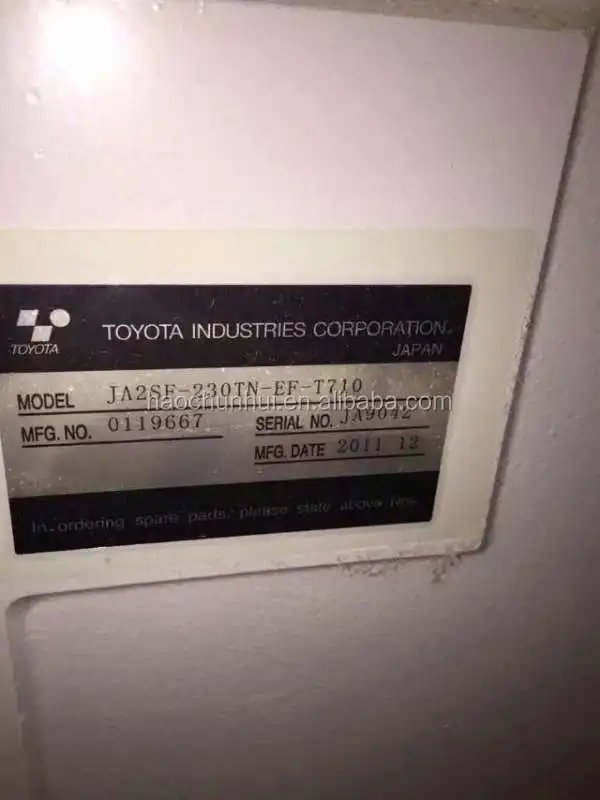 TOYOTA
TOYOTA INDUSTRIES CORPORATION
JAPAN
MODEL JA2SF-230TN-EF-T710
haochunhui.en.alibaba.com
MFG.NO. 0119667 SERIAL NO. JA9042
MFG.DATE 2011 12
In ordering spare parts, please state above nos.